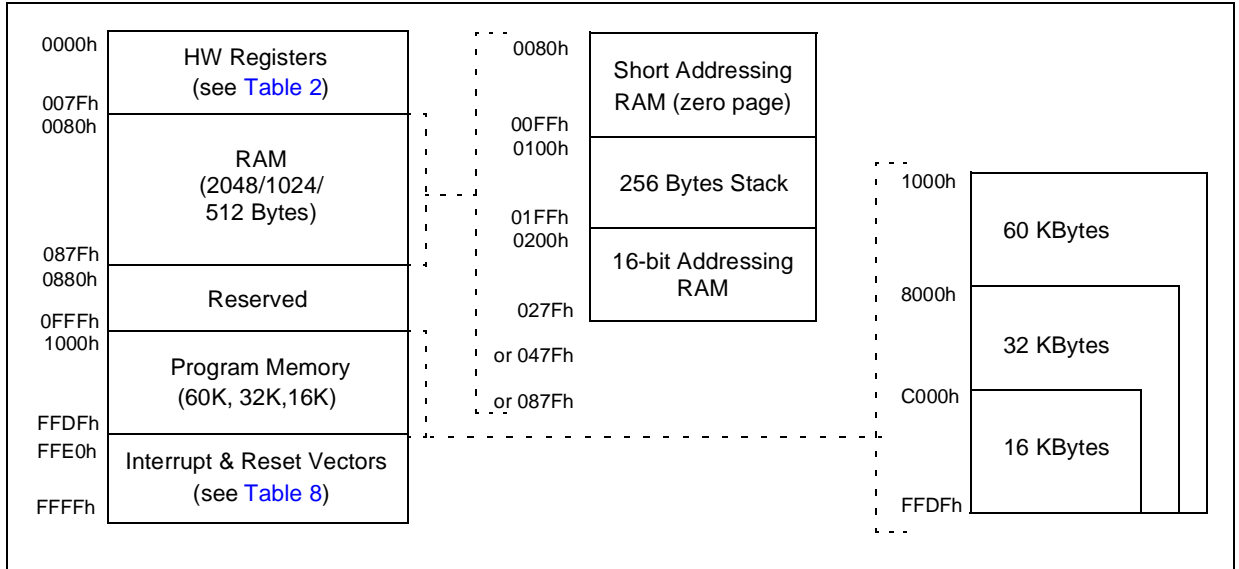 0000h
HW Registers
(see Table 2)
007Fh
0080h
RAM
(2048/1024/
512 Bytes)
087Fh
0880h
Reserved
0FFFh
1000h
Program Memory
(60K, 32K,16K)
FFDFh
FFE0h
Interrupt & Reset Vectors
(see Table 8)
FFFFh
0080h
Short Addressing
RAM (zero page)
00FFh
0100h
256 Bytes Stack
01FFh
0200h
16-bit Addressing
RAM
027Fh
or 047Fh
or 087Fh
1000h
60 KBytes
8000h
32 KBytes
C000h
16 KBytes
FFDFh